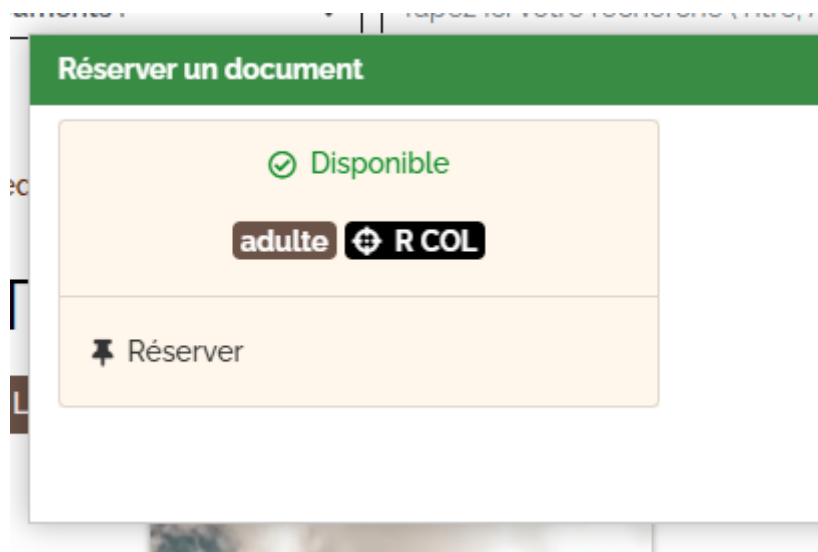 Réserver un document
Disponible
adulte R COL
Réserver